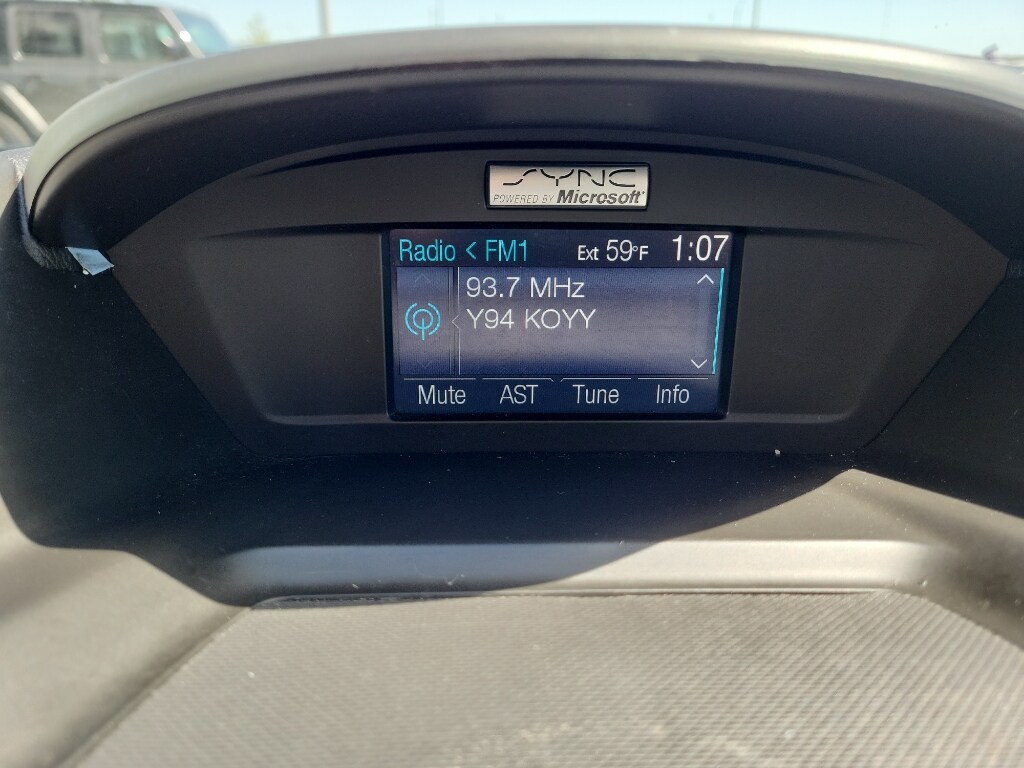 SYNC
POWERED BY Microsoft
Radio < FM1 Ext 59°F 1:07
93.7 MHz
Y94 KOYY
Mute AST Tune Info